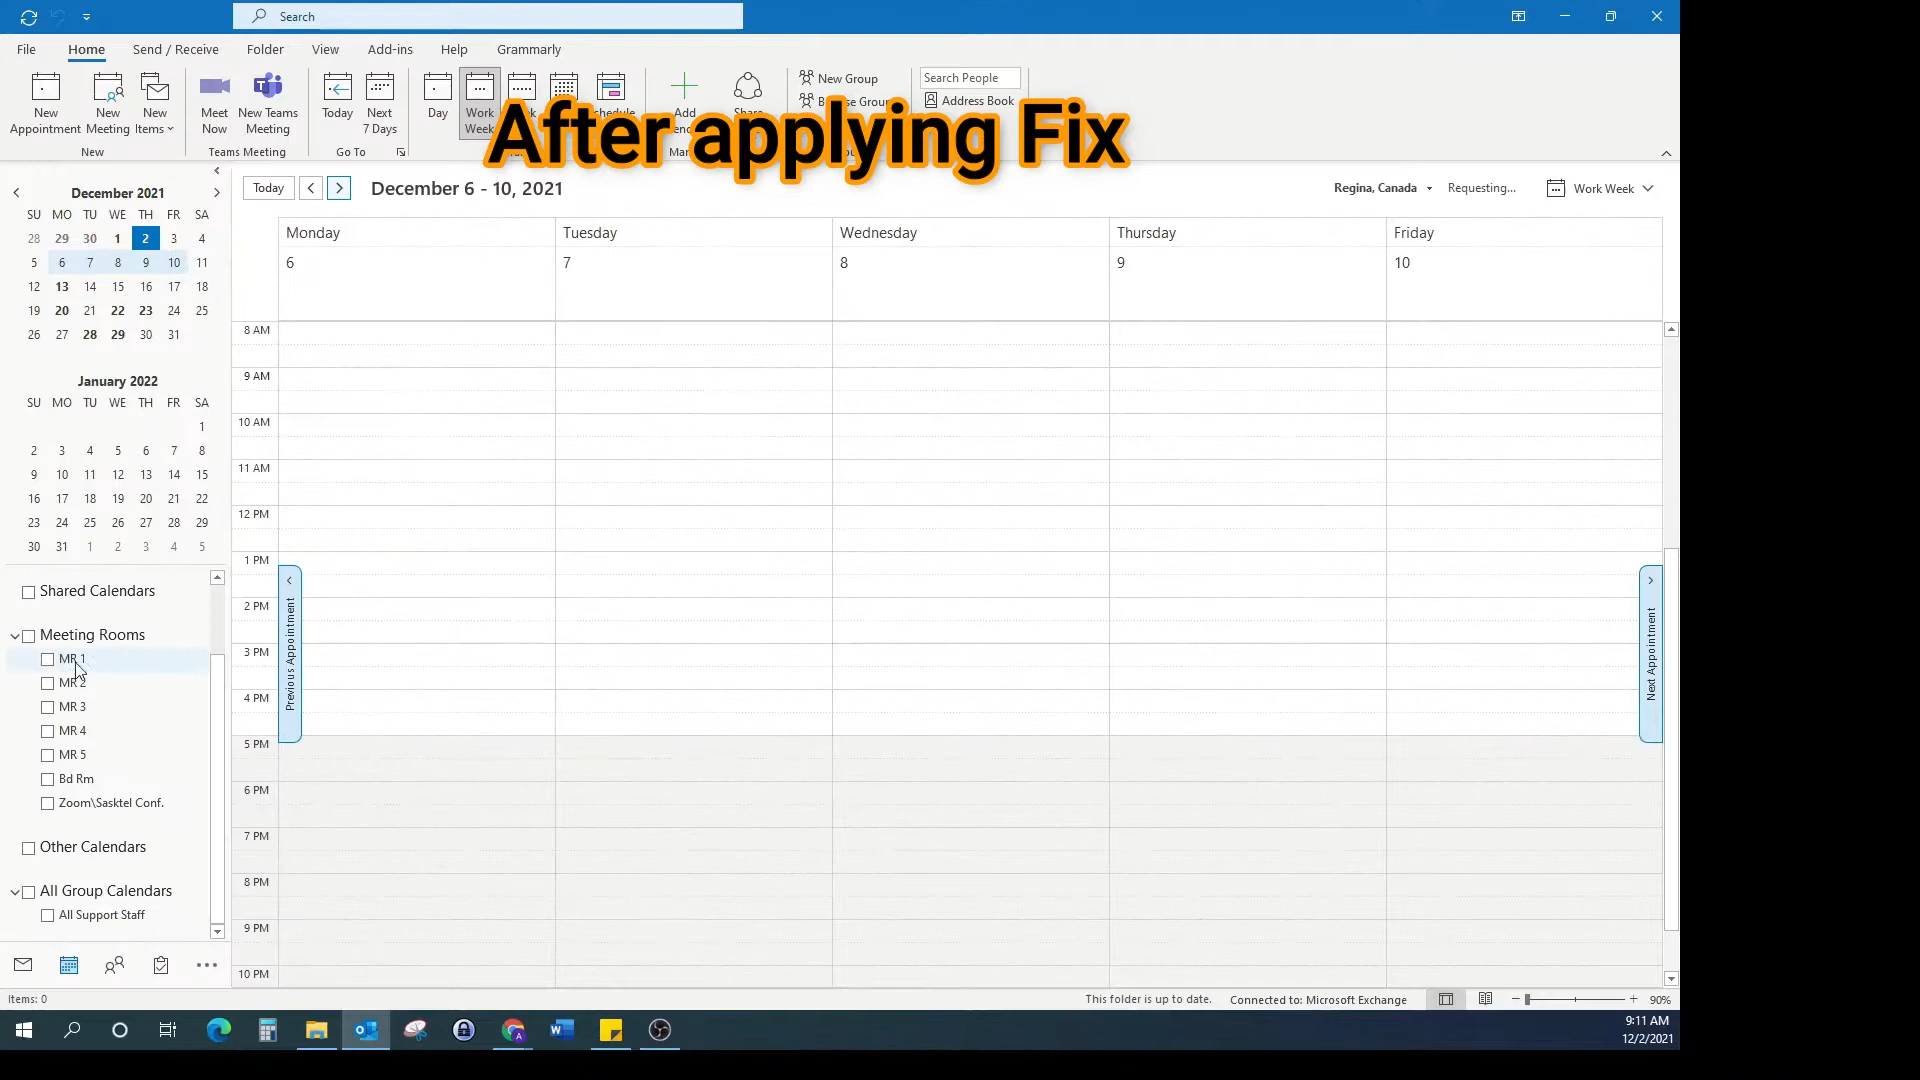 Search
File Home Send / Receive Folder View Add-ins Help Grammarly
New Appointment
New Meeting
New Items
Meet Now
New Teams Meeting
Today
Next 7 Days
Day
Work Week
Add
Share
New Group
Search People
Address Book
New
Teams Meeting
Go To
After applying Fix
December 2021
SU MO TU WE TH FR SA
28 29 30 1 2 3 4
5 6 7 8 9 10 11
12 13 14 15 16 17 18
19 20 21 22 23 24 25
26 27 28 29 30 31
January 2022
SU MO TU WE TH FR SA
1
2 3 4 5 6 7 8
9 10 11 12 13 14 15
16 17 18 19 20 21 22
23 24 25 26 27 28 29
30 31 1 2 3 4 5
Shared Calendars
Meeting Rooms
MR 1
MR 2
MR 3
MR 4
MR 5
Bd Rm
Zoom\Sasktel Conf.
Other Calendars
All Group Calendars
All Support Staff
Today December 6 - 10, 2021 Regina, Canada Requesting... Work Week
Monday Tuesday Wednesday Thursday Friday
6 7 8 9 10
8 AM
9 AM
10 AM
11 AM
12 PM
1 PM
2 PM
3 PM
4 PM
5 PM
6 PM
7 PM
8 PM
9 PM
10 PM
Previous Appointment
Next Appointment
Items: 0 This folder is up to date. Connected to: Microsoft Exchange 90%
9:11 AM
12/2/2021